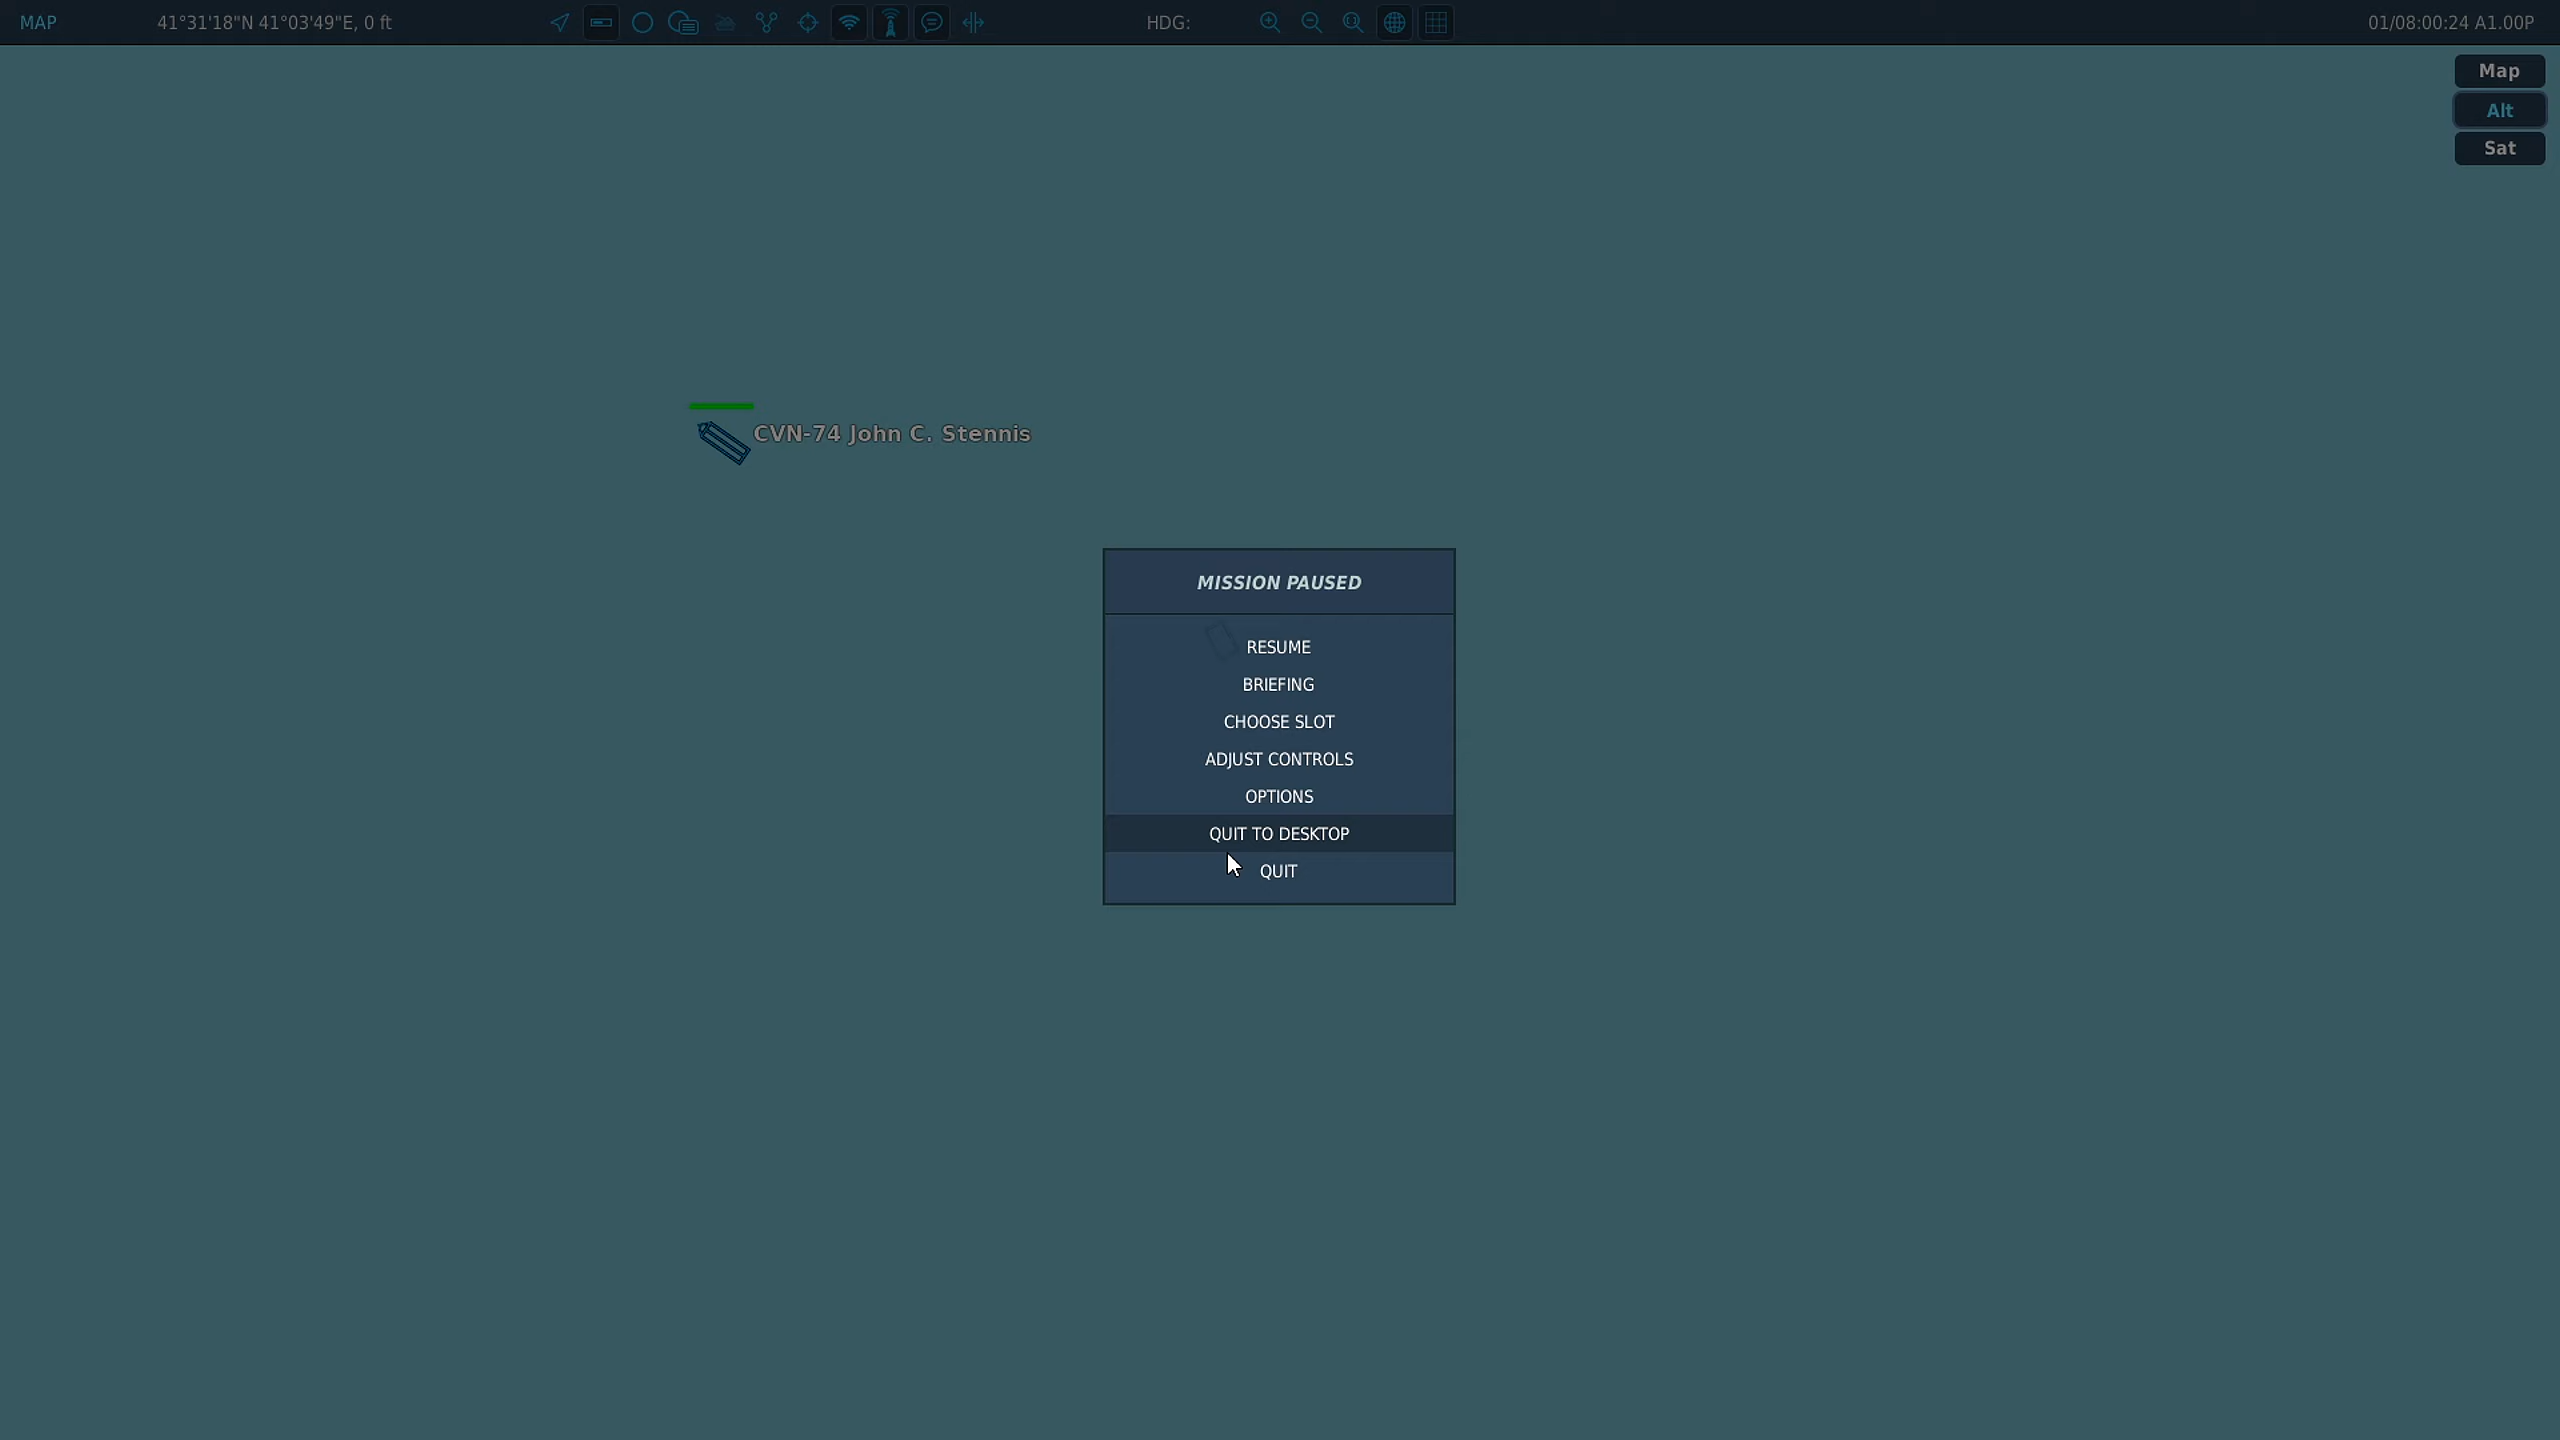 MAP
41°31'18"N 41°03'49"E, 0 ft
HDG:
01/08:00:24 A1.00P
Map
Alt
Sat
CVN-74 John C. Stennis
MISSION PAUSED
RESUME
BRIEFING
CHOOSE SLOT
ADJUST CONTROLS
OPTIONS
QUIT TO DESKTOP
QUIT